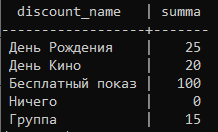 discount_name | summa
День Рождения | 25
День Кино | 20
Бесплатный показ | 100
Ничего | 0
Группа | 15